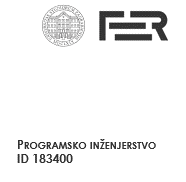 FER
PROGRAMSKO INŽENJERSTVO
ID 183400